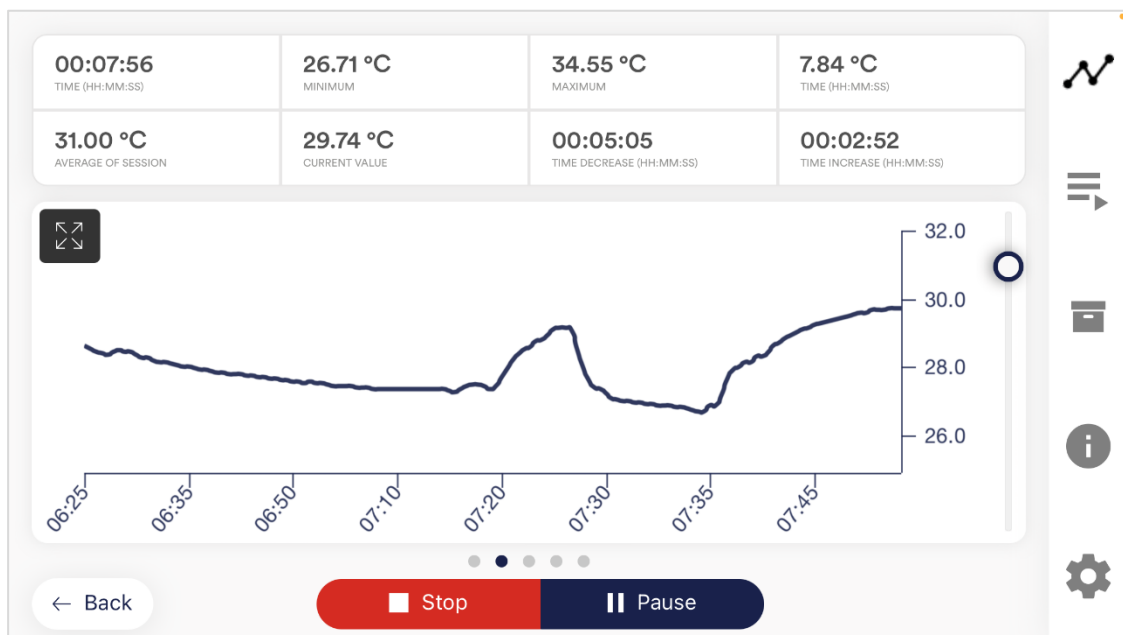 00:07:56
TIME (HH:MM:SS)
26.71 °C
MINIMUM
34.55 °C
MAXIMUM
7.84 °C
TIME (HH:MM:SS)
31.00 °C
AVERAGE OF SESSION
29.74 °C
CURRENT VALUE
00:05:05
TIME DECREASE (HH:MM:SS)
00:02:52
TIME INCREASE (HH:MM:SS)
32.0
30.0
28.0
26.0
06:25
06:35
06:50
07:10
07:20
07:30
07:35
07:45
← Back
Stop
Pause